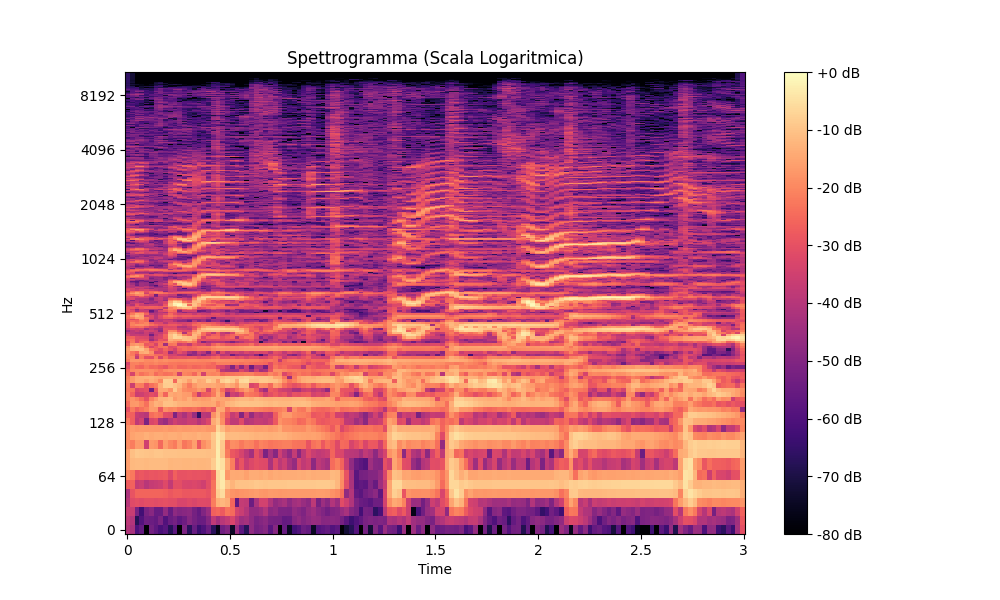 Spettrogramma (Scala Logaritmica)
8192
4096
2048
1024
512
256
128
64
0
Hz
0
0.5
1
1.5
2
2.5
3
Time
+0 dB
-10 dB
-20 dB
-30 dB
-40 dB
-50 dB
-60 dB
-70 dB
-80 dB